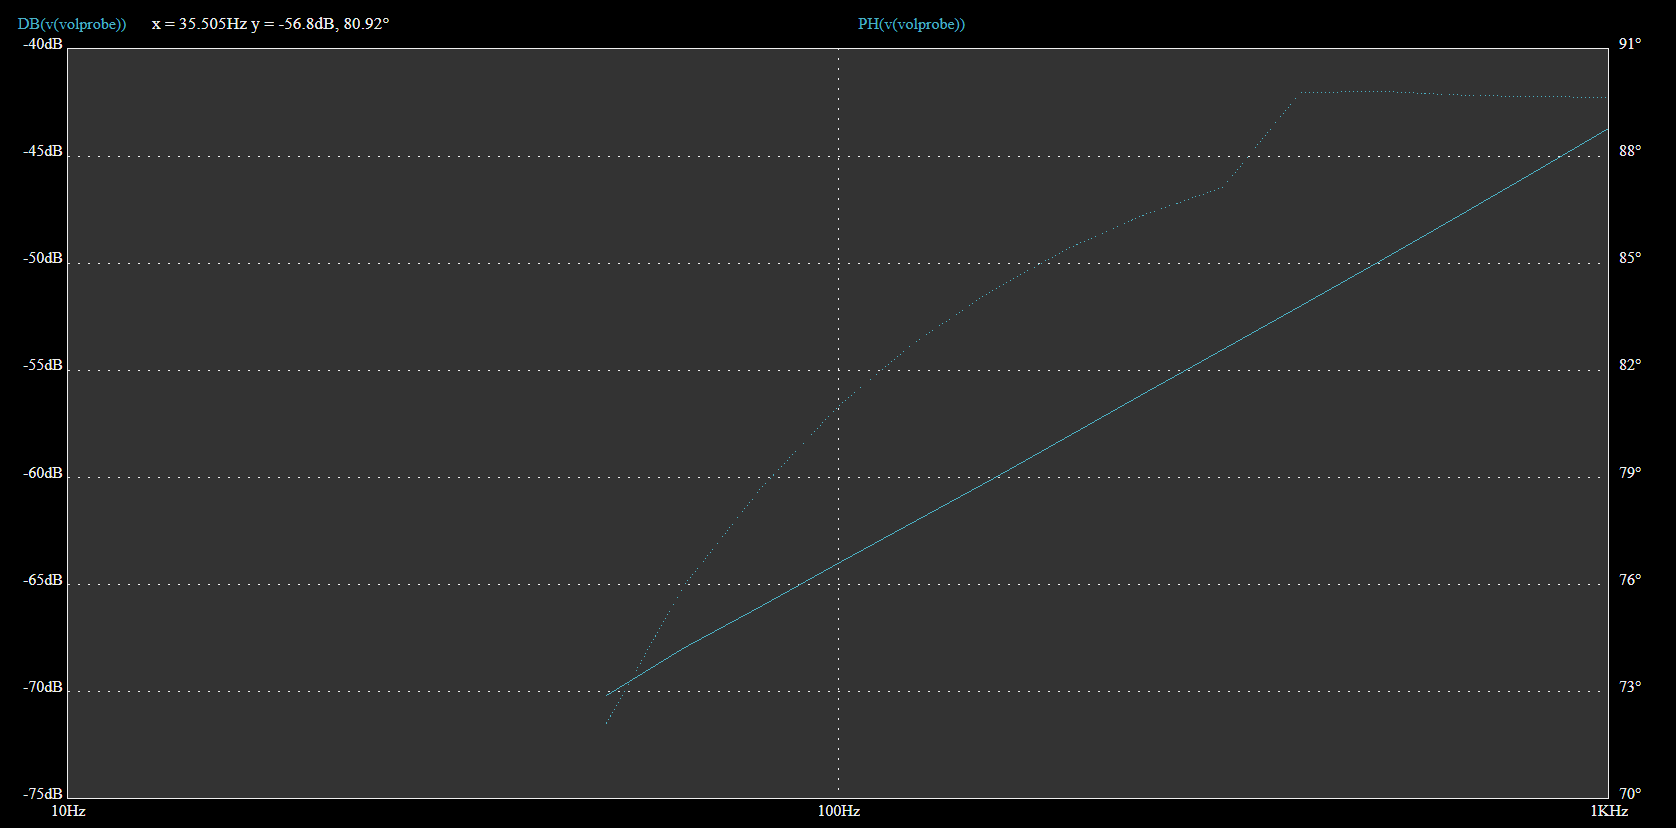 DB(v(volprobe)) x = 35.505Hz y = -56.8dB, 80.92° PH(v(volprobe))
-40dB 91°
-45dB 88°
-50dB 85°
-55dB 82°
-60dB 79°
-65dB 76°
-70dB 73°
-75dB 70°
10Hz 100Hz 1KHz